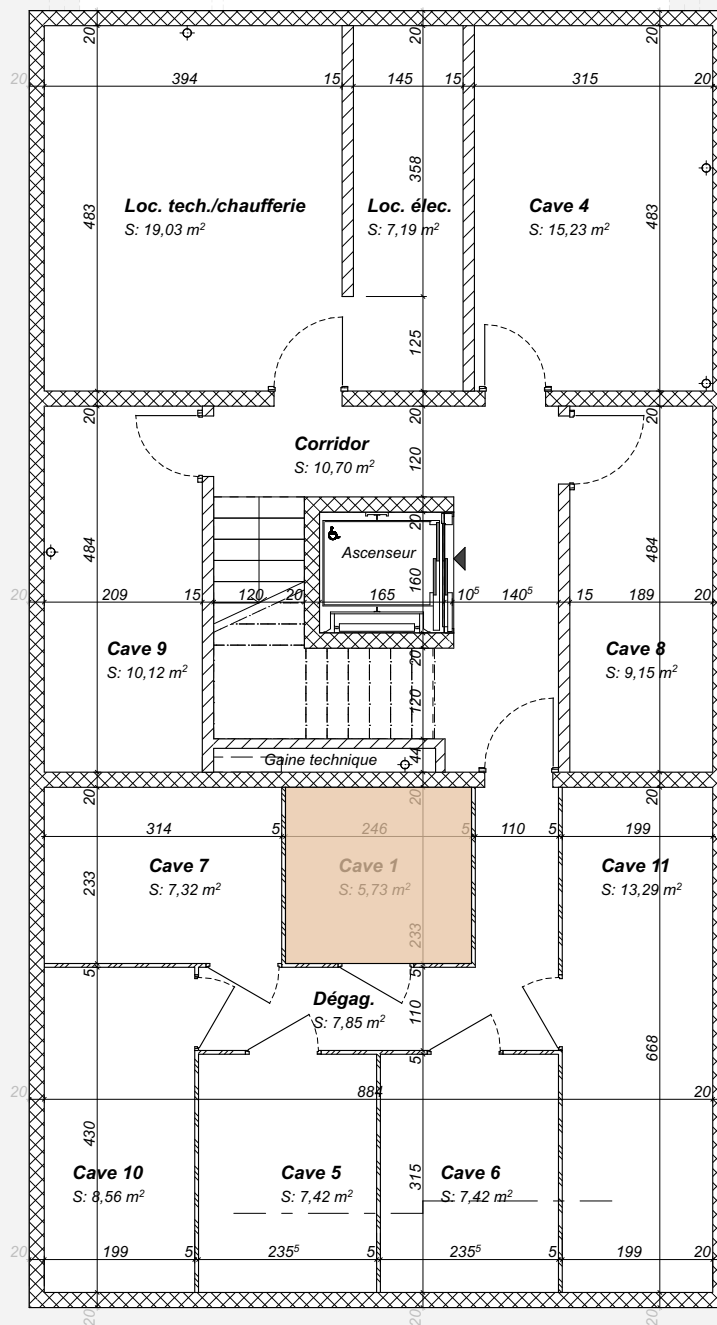 20
20
20
20
394
15
145
15
315
20
483
358
483
Loc. tech./chaufferie
S: 19,03 m²
Loc. élec.
S: 7,19 m²
Cave 4
S: 15,23 m²
125
20
20
20
Corridor
S: 10,70 m²
120
20
Ascenseur
484
160
484
20
209
15
120
20
165
10⁵
140⁵
15
189
20
Cave 9
S: 10,12 m²
20
Cave 8
S: 9,15 m²
120
Gaine technique
44
20
20
20
314
5
246
5
110
5
199
Cave 7
S: 7,32 m²
Cave 1
S: 5,73 m²
Cave 11
S: 13,29 m²
233
233
5
5
Dégag.
S: 7,85 m²
110
668
5
20
884
20
430
Cave 10
S: 8,56 m²
Cave 5
S: 7,42 m²
315
Cave 6
S: 7,42 m²
20
199
5
235⁵
5
235⁵
5
199
20
20
20
20